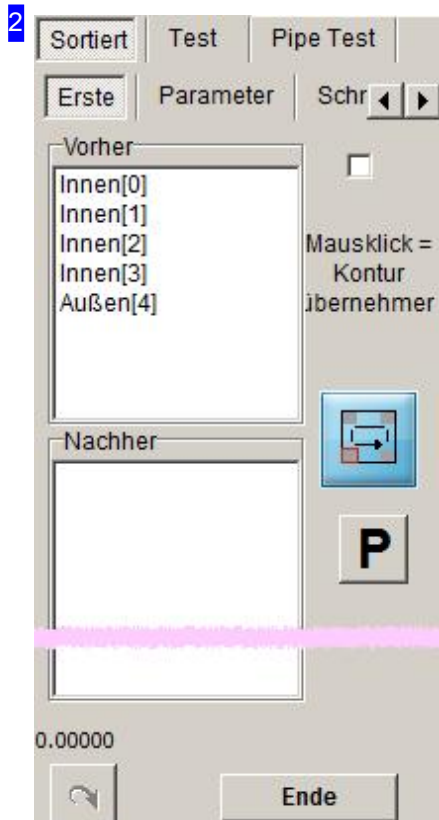 2
Sortiert Test Pipe Test
Erste Parameter Schr
Vorher
Innen[0]
Innen[1]
Innen[2]
Innen[3]
Außen[4]
Mausklick =
Kontur
übernehmer
Nachher
P
0.00000
Ende